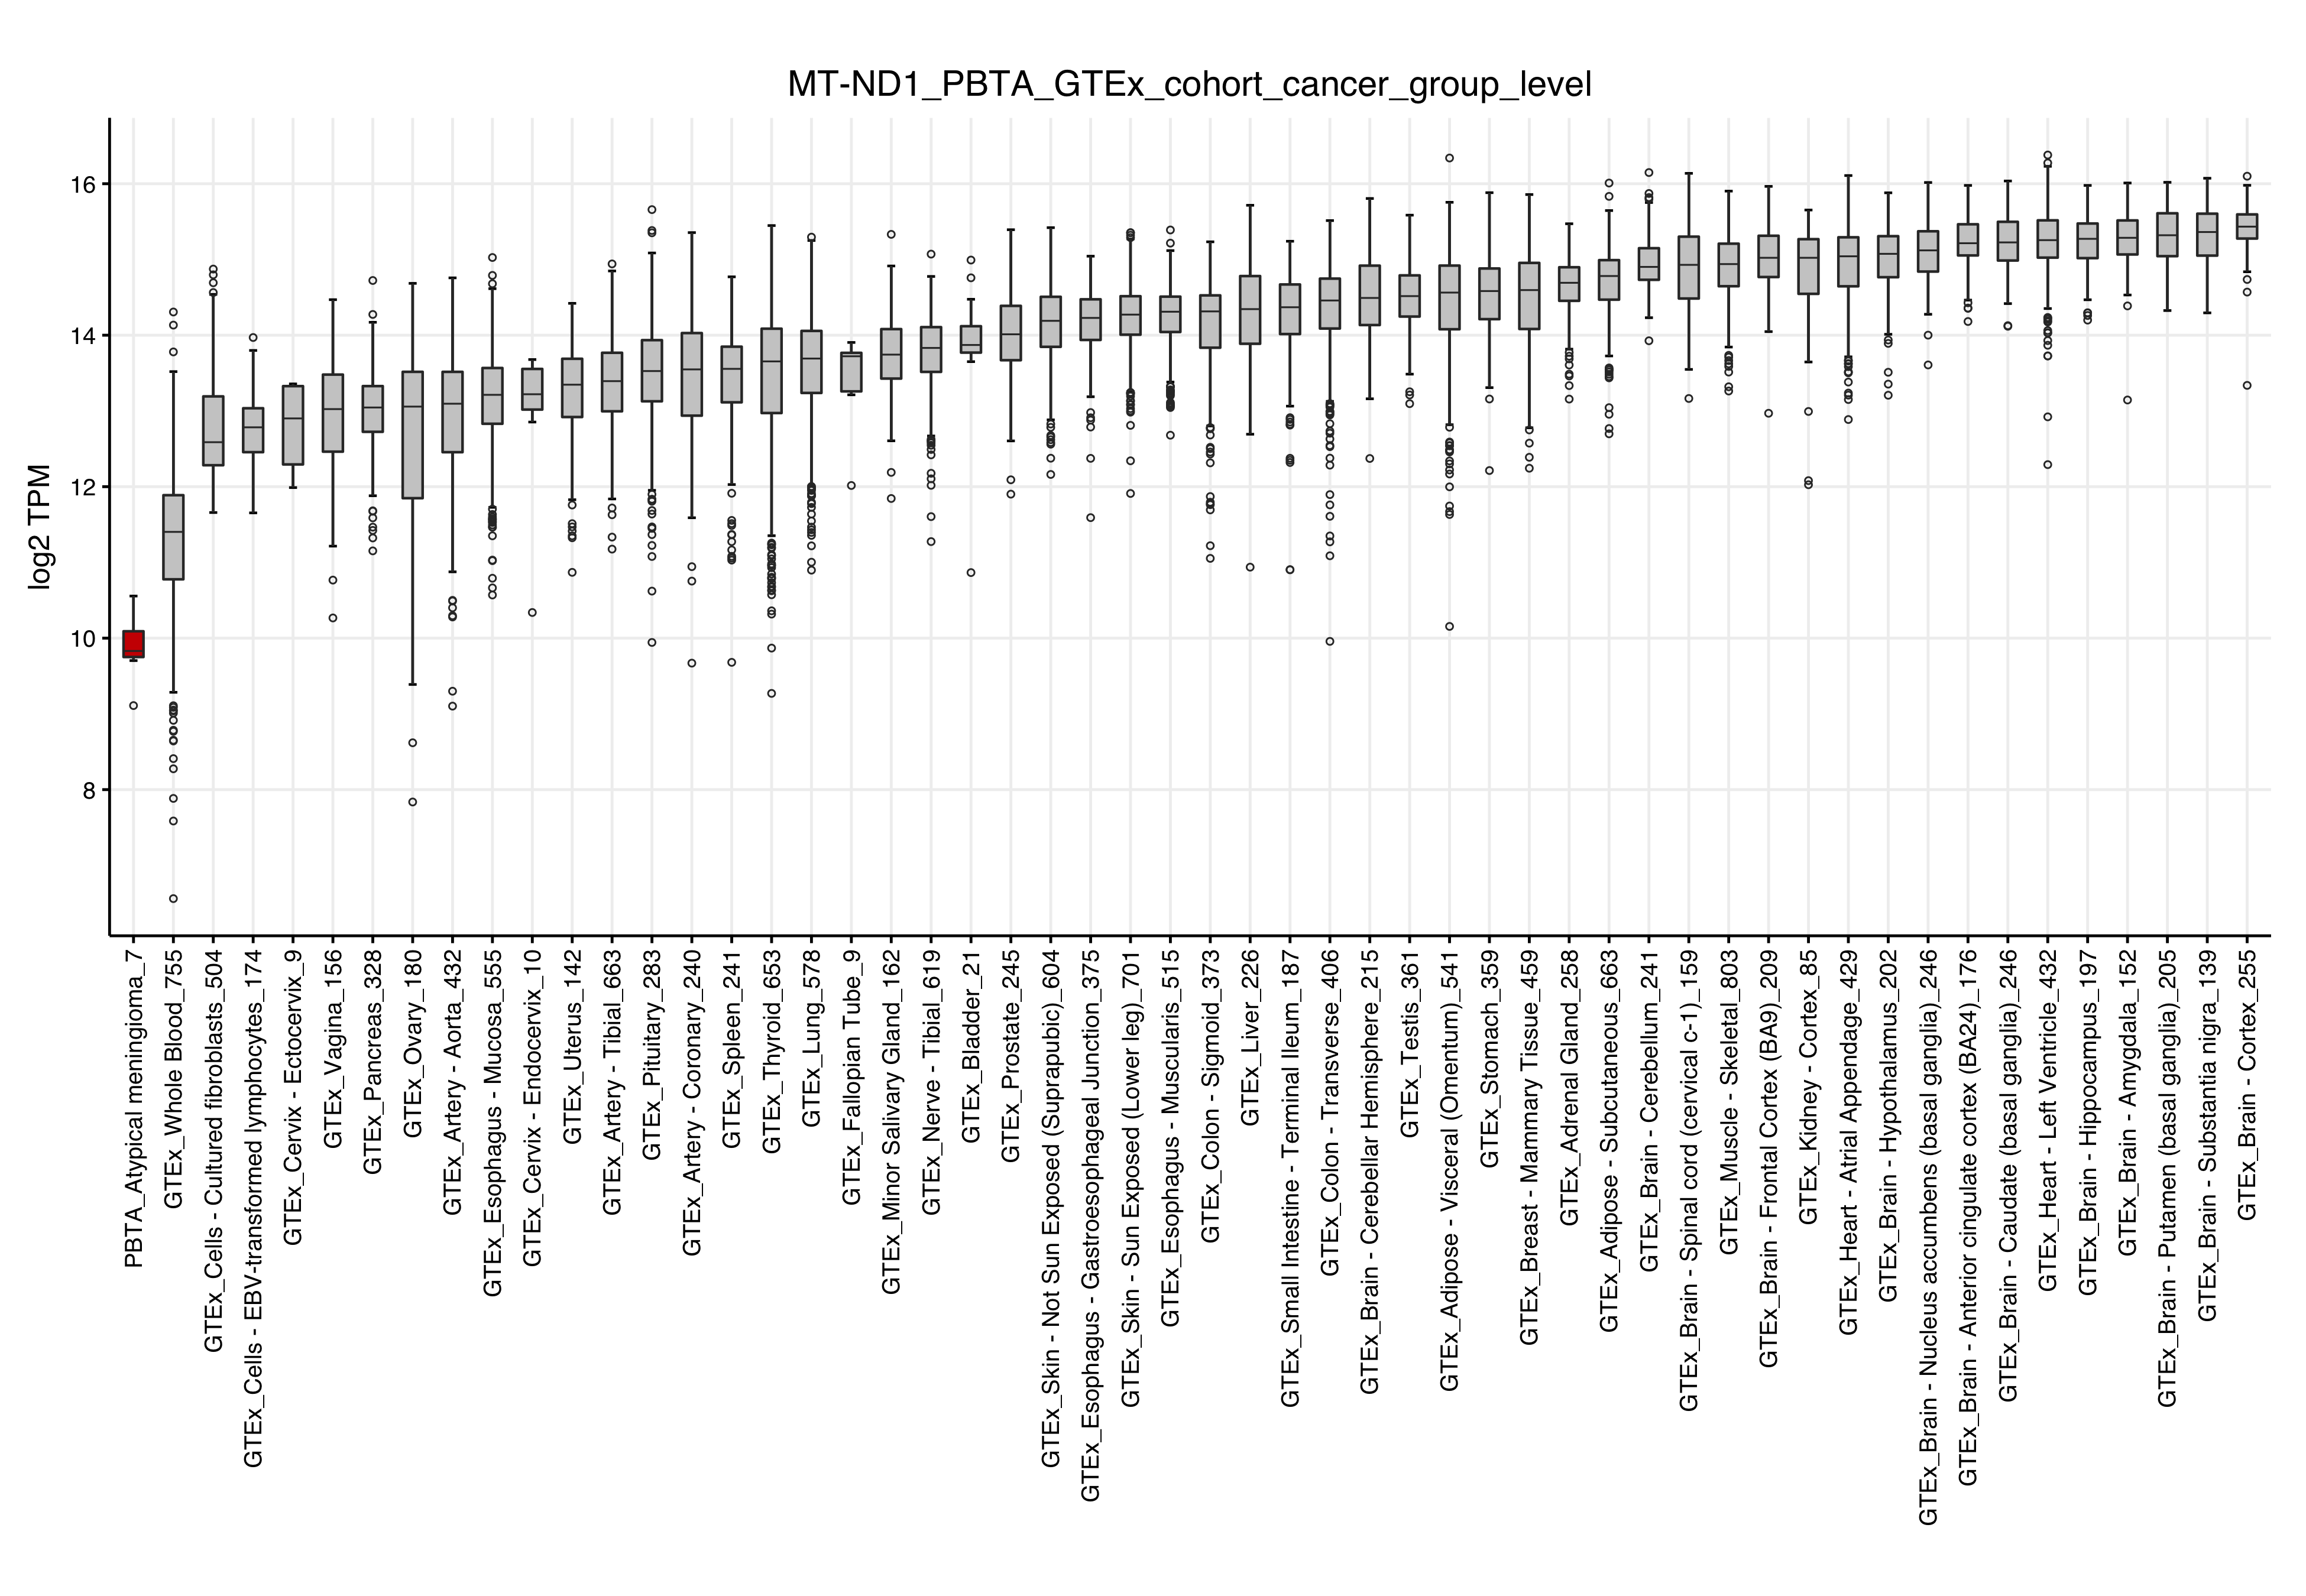 MT-ND1_PBTA_GTEx_cohort_cancer_group_level
log2 TPM
16
14
12
10
8
PBTA_Atypical meningioma_7
GTEx_Whole Blood_755
GTEx_Cells - Cultured fibroblasts_504
GTEx_Cells - EBV-transformed lymphocytes_174
GTEx_Cervix - Ectocervix_9
GTEx_Vagina_156
GTEx_Pancreas_328
GTEx_Ovary_180
GTEx_Artery - Aorta_432
GTEx_Esophagus - Mucosa_555
GTEx_Cervix - Endocervix_10
GTEx_Uterus_142
GTEx_Artery - Tibial_663
GTEx_Pituitary_283
GTEx_Artery - Coronary_240
GTEx_Spleen_241
GTEx_Thyroid_653
GTEx_Lung_578
GTEx_Fallopian Tube_9
GTEx_Minor Salivary Gland_162
GTEx_Nerve - Tibial_619
GTEx_Bladder_21
GTEx_Prostate_245
GTEx_Skin - Not Sun Exposed (Suprapubic)_604
GTEx_Esophagus - Gastroesophageal Junction_375
GTEx_Skin - Sun Exposed (Lower leg)_701
GTEx_Esophagus - Muscularis_515
GTEx_Colon - Sigmoid_373
GTEx_Liver_226
GTEx_Small Intestine - Terminal Ileum_187
GTEx_Colon - Transverse_406
GTEx_Brain - Cerebellar Hemisphere_215
GTEx_Testis_361
GTEx_Adipose - Visceral (Omentum)_541
GTEx_Stomach_359
GTEx_Breast - Mammary Tissue_459
GTEx_Adrenal Gland_258
GTEx_Adipose - Subcutaneous_663
GTEx_Brain - Cerebellum_241
GTEx_Brain - Spinal cord (cervical c-1)_159
GTEx_Muscle - Skeletal_803
GTEx_Brain - Frontal Cortex (BA9)_209
GTEx_Kidney - Cortex_85
GTEx_Heart - Atrial Appendage_429
GTEx_Brain - Hypothalamus_202
GTEx_Brain - Nucleus accumbens (basal ganglia)_246
GTEx_Brain - Anterior cingulate cortex (BA24)_176
GTEx_Brain - Caudate (basal ganglia)_246
GTEx_Heart - Left Ventricle_432
GTEx_Brain - Hippocampus_197
GTEx_Brain - Amygdala_152
GTEx_Brain - Putamen (basal ganglia)_205
GTEx_Brain - Substantia nigra_139
GTEx_Brain - Cortex_255